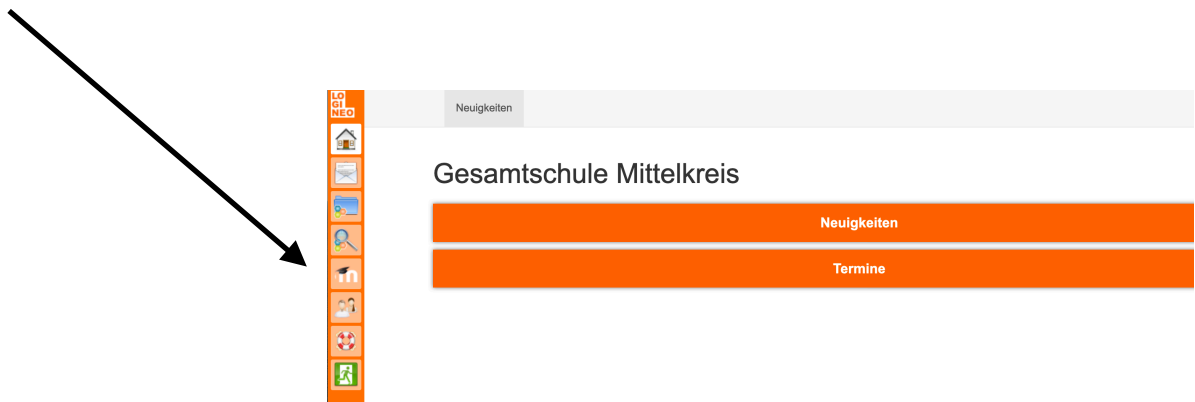 LO
GI
NEO
Neuigkeiten
Gesamtschule Mittelkreis
Neuigkeiten
Termine